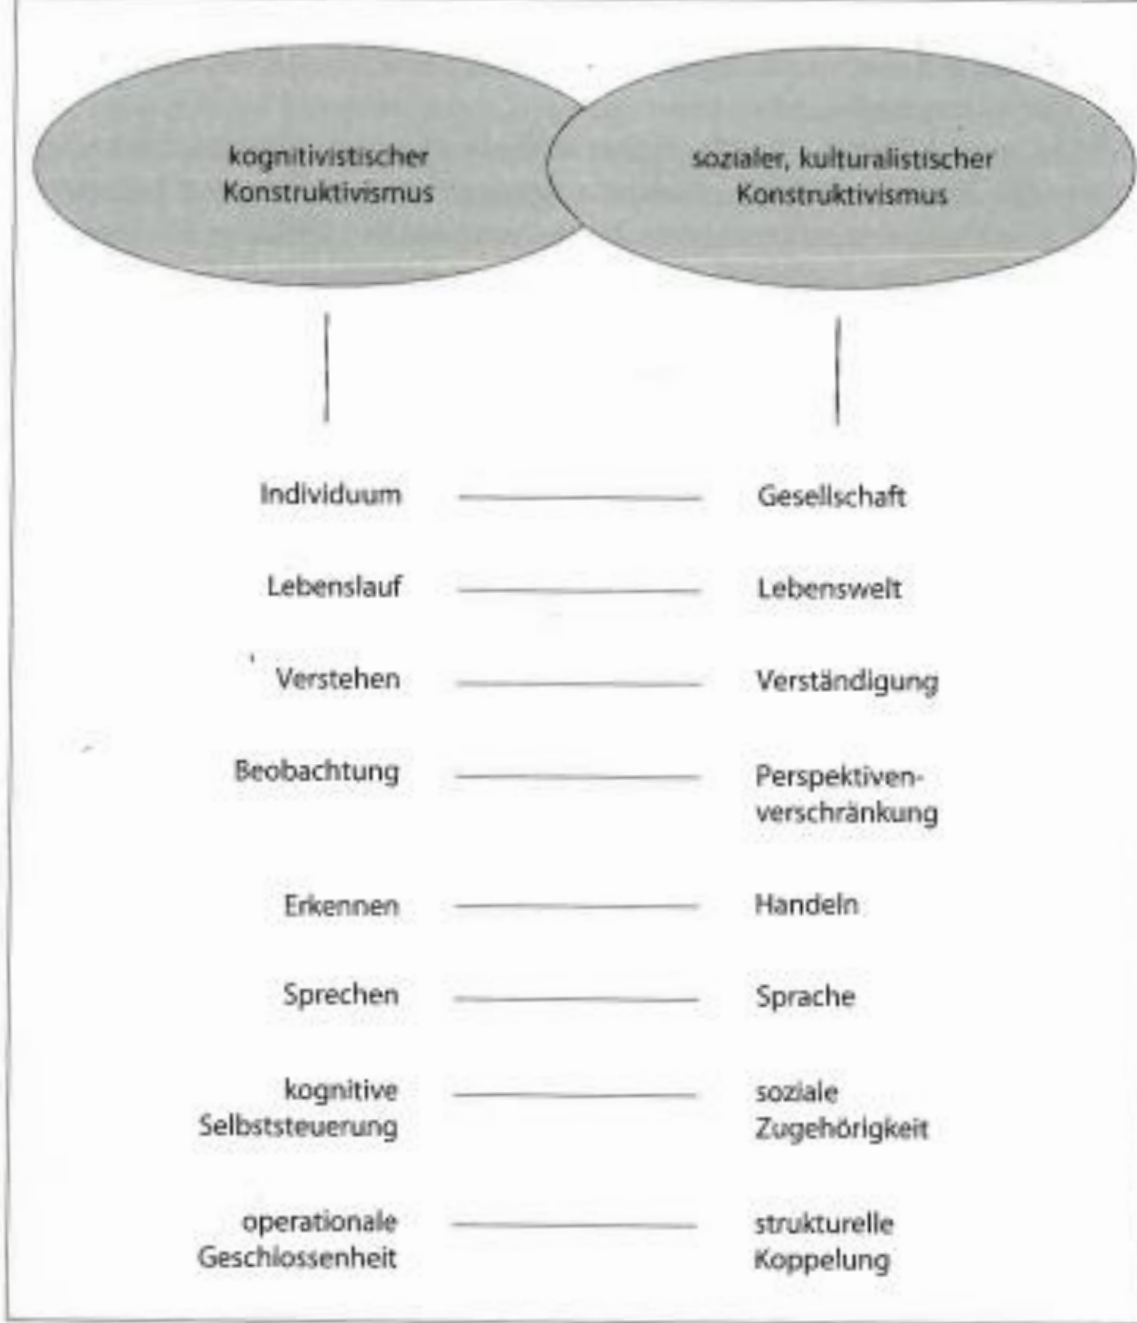 kognitivistischer
Konstruktivismus
sozialer, kulturalistischer
Konstruktivismus
Individuum
Gesellschaft
Lebenslauf
Lebenswelt
Verstehen
Verständigung
Beobachtung
Perspektiven-
verschränkung
Erkennen
Handeln
Sprechen
Sprache
kognitive
Selbststeuerung
soziale
Zugehörigkeit
operationale
Geschlossenheit
strukturelle
Koppelung